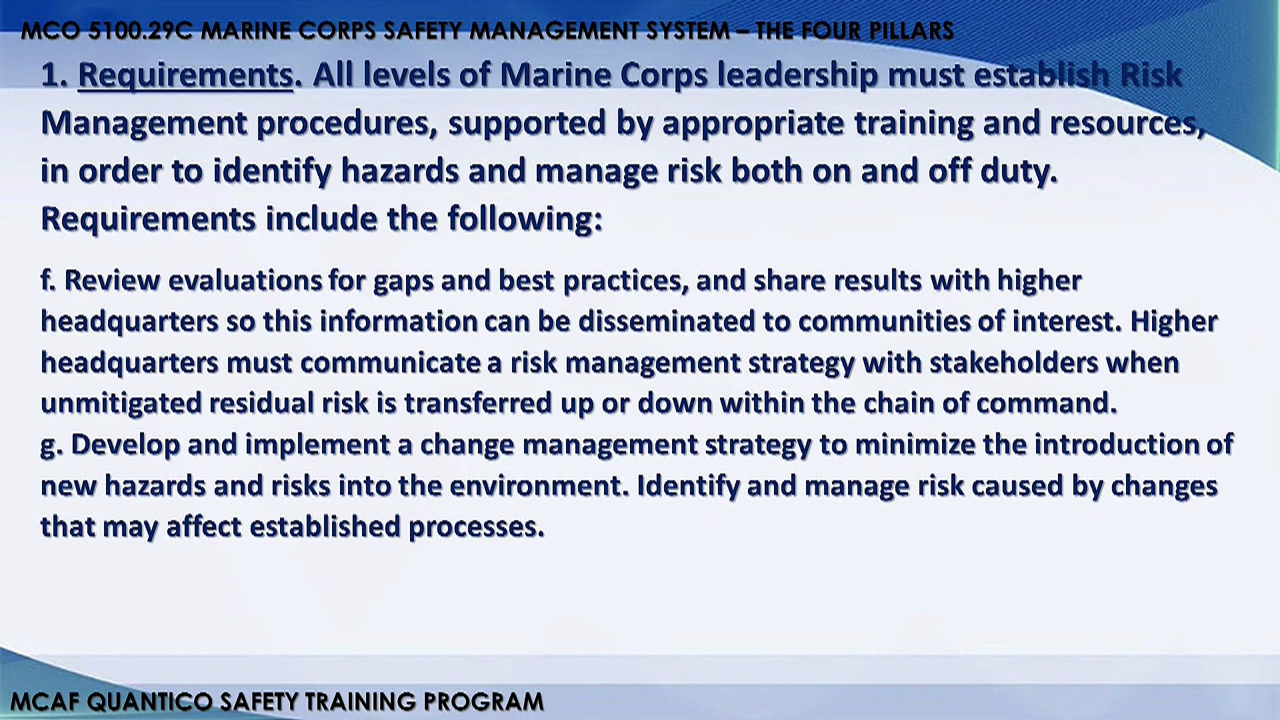 MCO 5100.29C MARINE CORPS SAFETY MANAGEMENT SYSTEM – THE FOUR PILLARS
1. Requirements. All levels of Marine Corps leadership must establish Risk
Management procedures, supported by appropriate training and resources,
in order to identify hazards and manage risk both on and off duty.
Requirements include the following:
f. Review evaluations for gaps and best practices, and share results with higher
headquarters so this information can be disseminated to communities of interest. Higher
headquarters must communicate a risk management strategy with stakeholders when
unmitigated residual risk is transferred up or down within the chain of command.
g. Develop and implement a change management strategy to minimize the introduction of
new hazards and risks into the environment. Identify and manage risk caused by changes
that may affect established processes.
MCAF QUANTICO SAFETY TRAINING PROGRAM